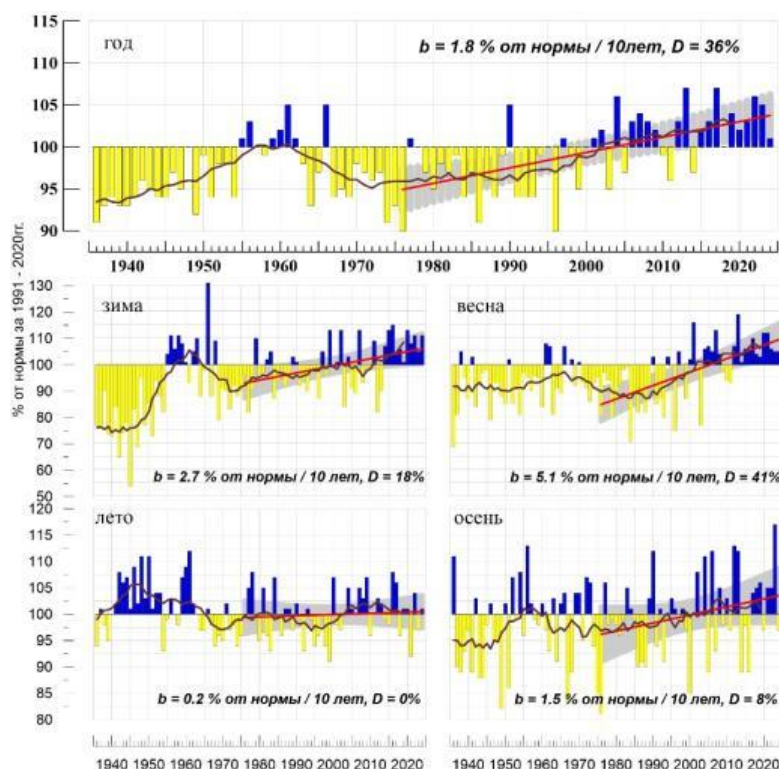 115
год
b = 1.8 % от нормы / 10лет, D = 36%
110
105
100
95
90
1940 1950 1960 1970 1980 1990 2000 2010 2020
% от нормы за 1991 - 2020гг.
130
зима
весна
120
110
100
90
80
70
60
b = 2.7 % от нормы / 10 лет, D = 18%
b = 5.1 % от нормы / 10 лет, D = 41%
50
120
лето
осень
115
110
105
100
95
90
85
b = 0.2 % от нормы / 10 лет, D = 0%
b = 1.5 % от нормы / 10 лет, D = 8%
80
1940 1950 1960 1970 1980 1990 2000 2010 2020
1940 1950 1960 1970 1980 1990 2000 2010 2020